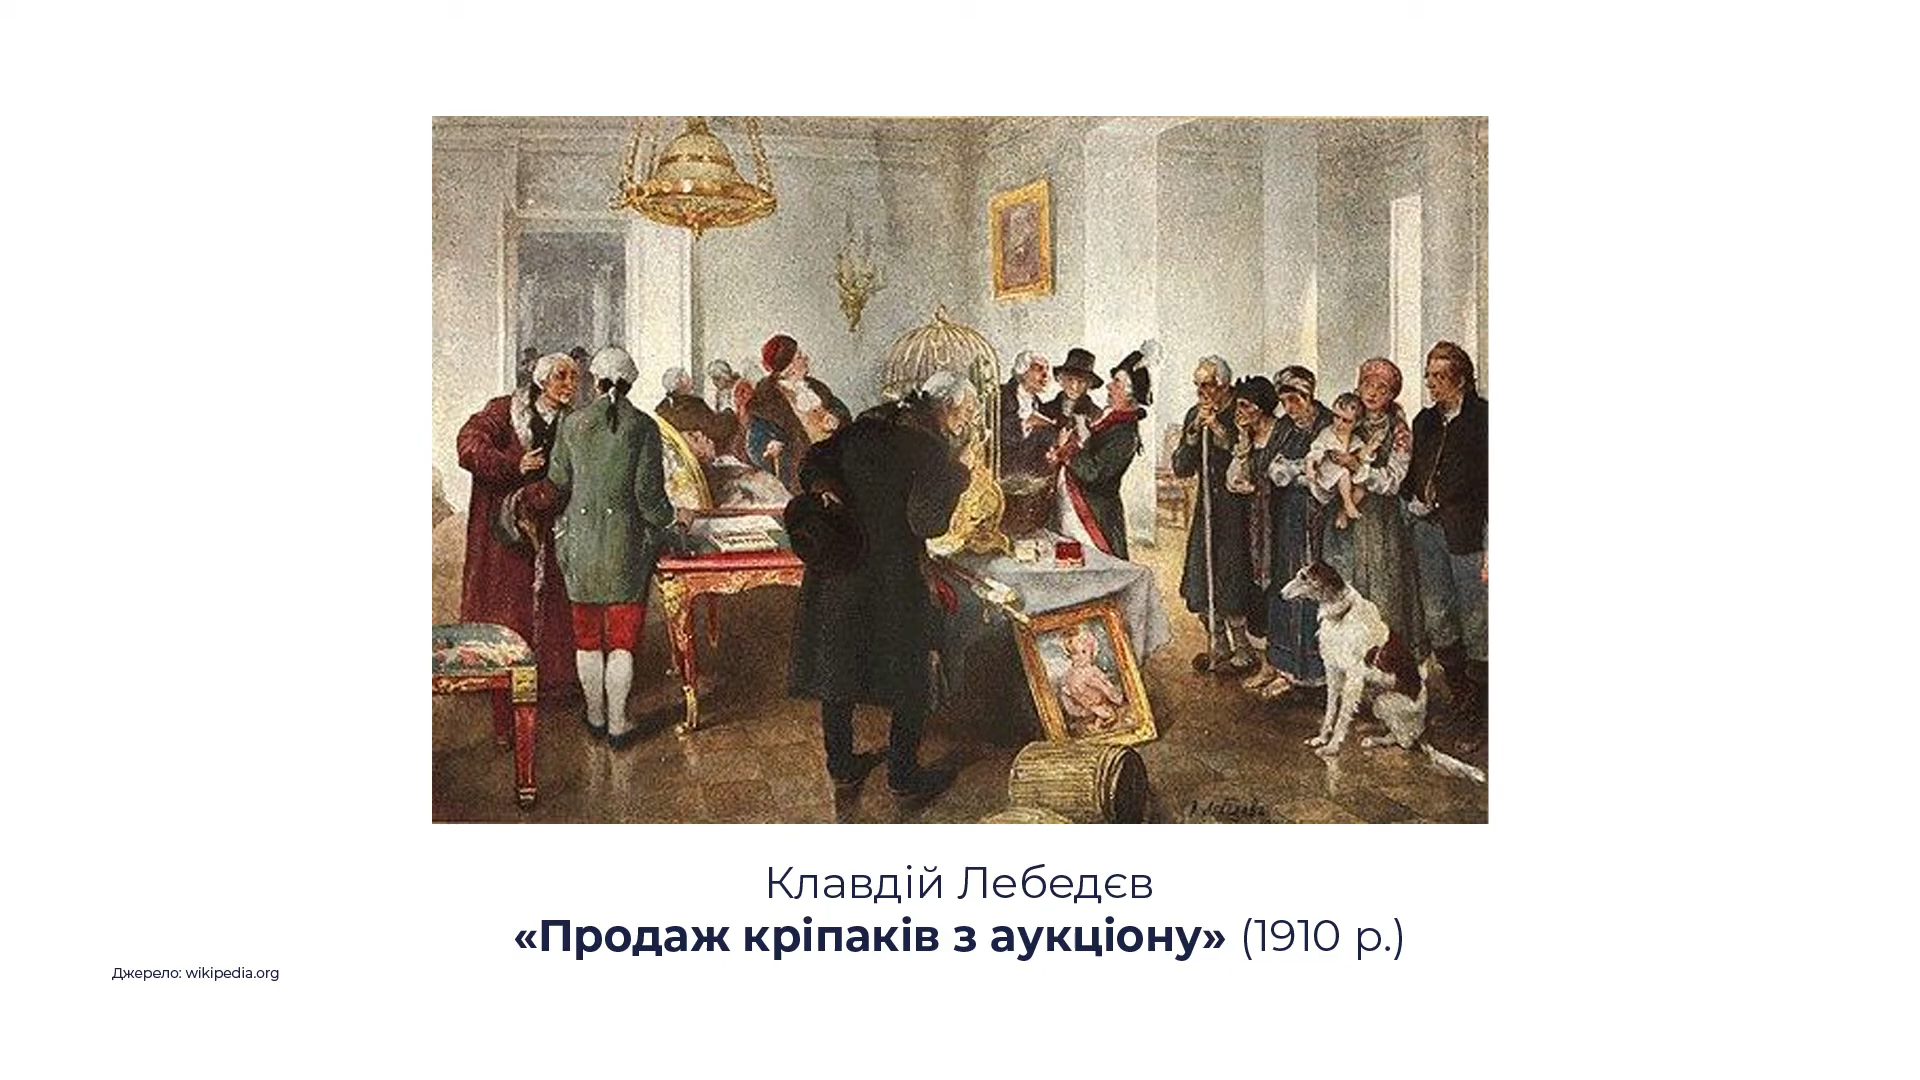 Клавдій Лебедєв
«Продаж кріпаків з аукціону» (1910 р.)
Джерело: wikipedia.org